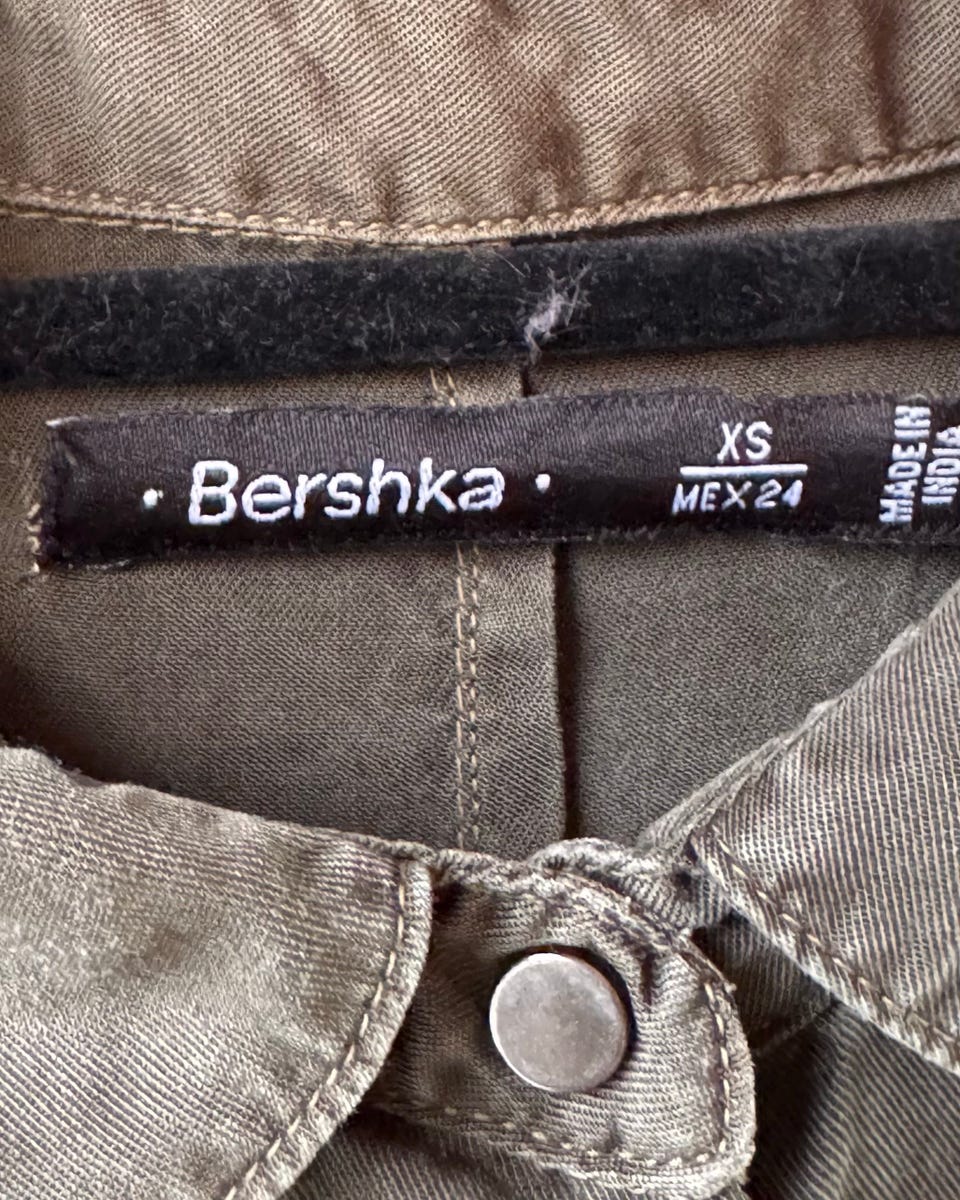 · Bershka ·
XS
MEX 24
MADE IN
INDIA